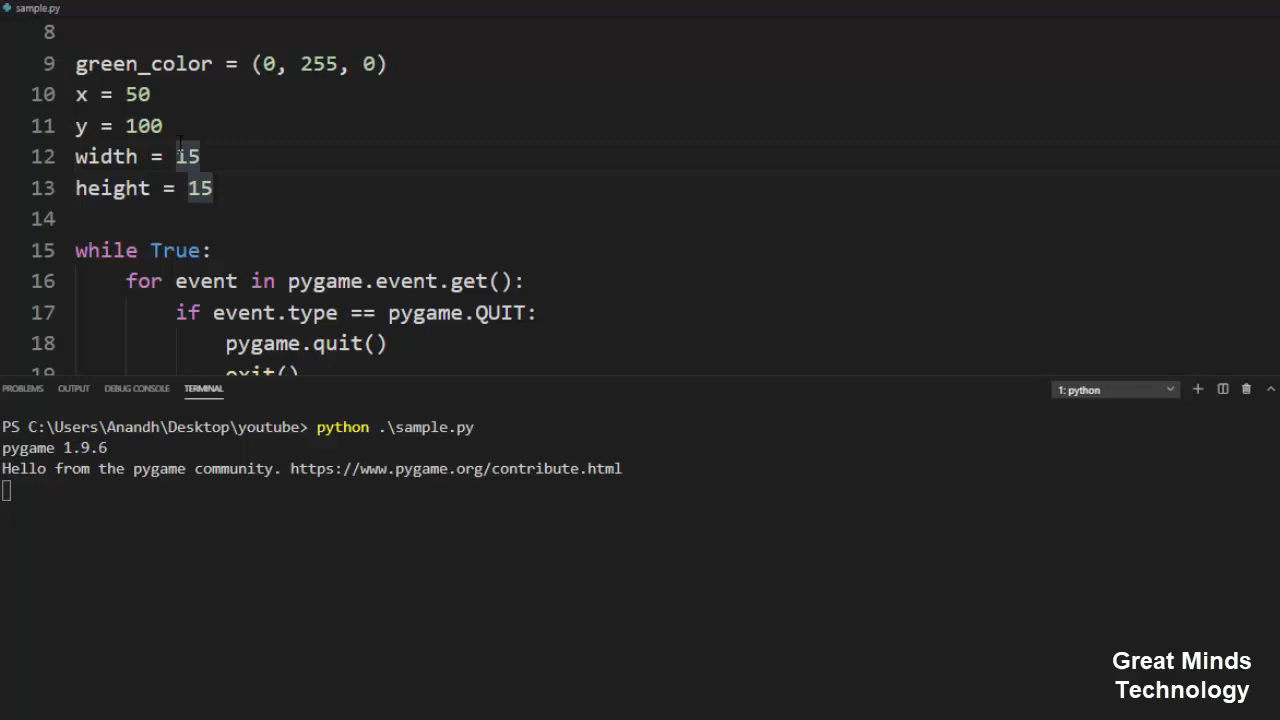 sample.py
8
9 green_color = (0, 255, 0)
10 x = 50
11 y = 100
12 width = 15
13 height = 15
14
15 while True:
16 for event in pygame.event.get():
17 if event.type == pygame.QUIT:
18 pygame.quit()
19 exit()
PROBLEMS OUTPUT DEBUG CONSOLE TERMINAL 1: python
PS C:\Users\Anandh\Desktop\youtube> python .\sample.py
pygame 1.9.6
Hello from the pygame community. https://www.pygame.org/contribute.html
Great Minds
Technology